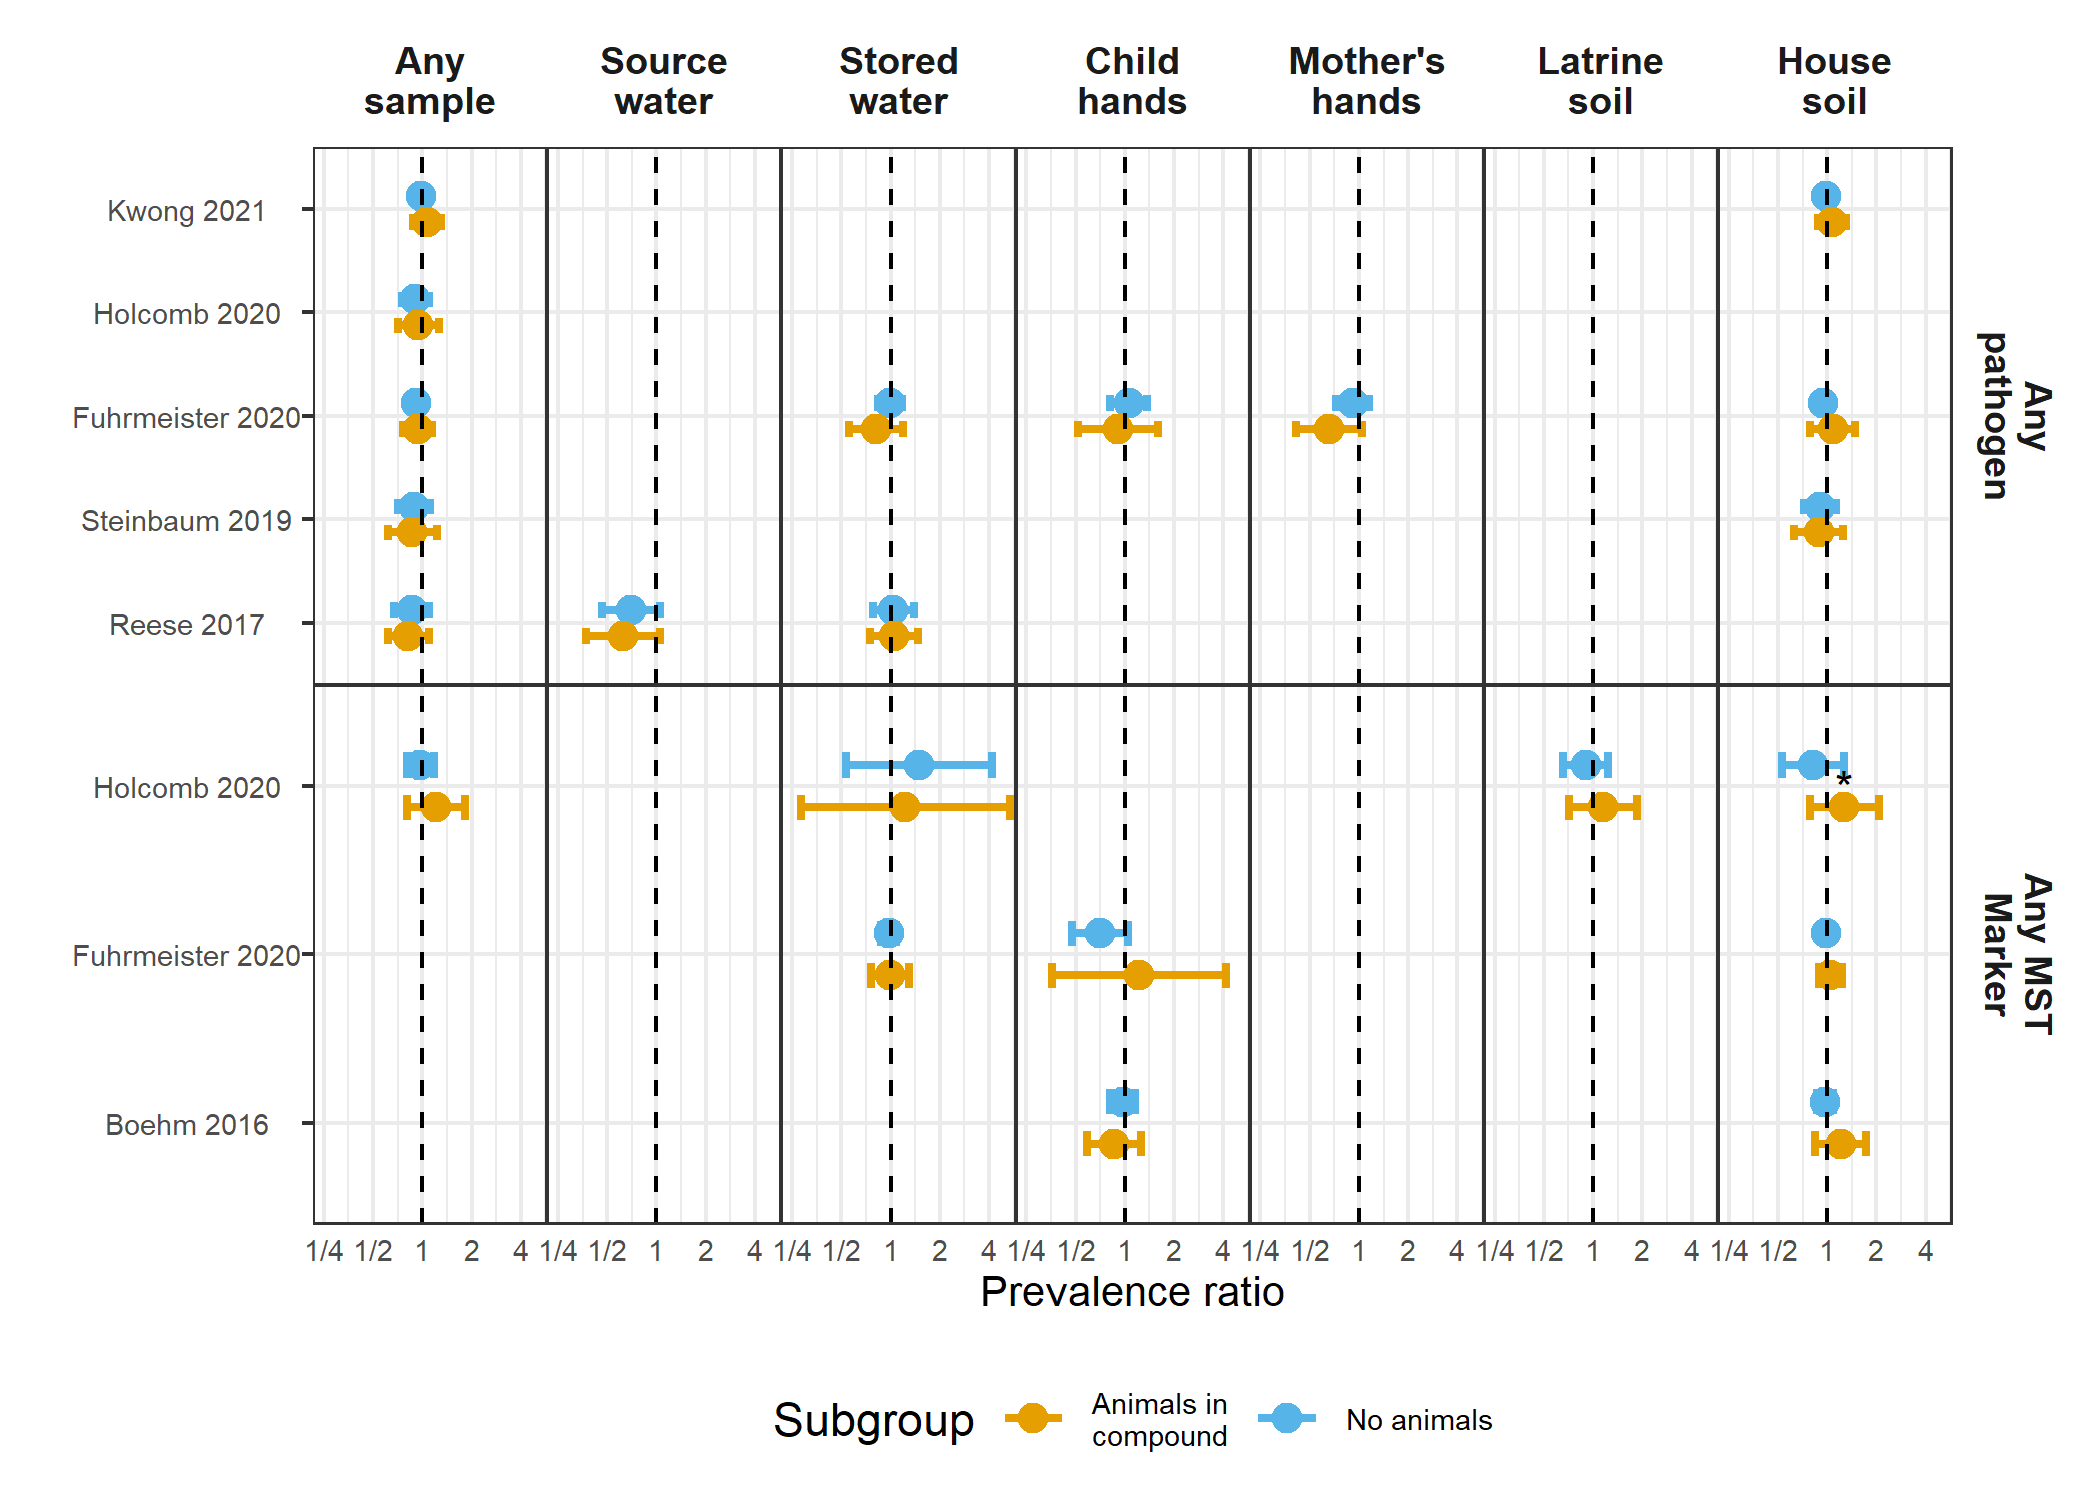 Any
sample
Source
water
Stored
water
Child
hands
Mother's
hands
Latrine
soil
House
soil
Kwong 2021
Holcomb 2020
Fuhrmeister 2020
Steinbaum 2019
Reese 2017
Any
pathogen
Holcomb 2020
*
Fuhrmeister 2020
Boehm 2016
Any MST
Marker
1/4 1/2 1 2 4 1/4 1/2 1 2 4 1/4 1/2 1 2 4 1/4 1/2 1 2 4 1/4 1/2 1 2 4 1/4 1/2 1 2 4 1/4 1/2 1 2 4
Prevalence ratio
Subgroup
Animals in
compound
No animals